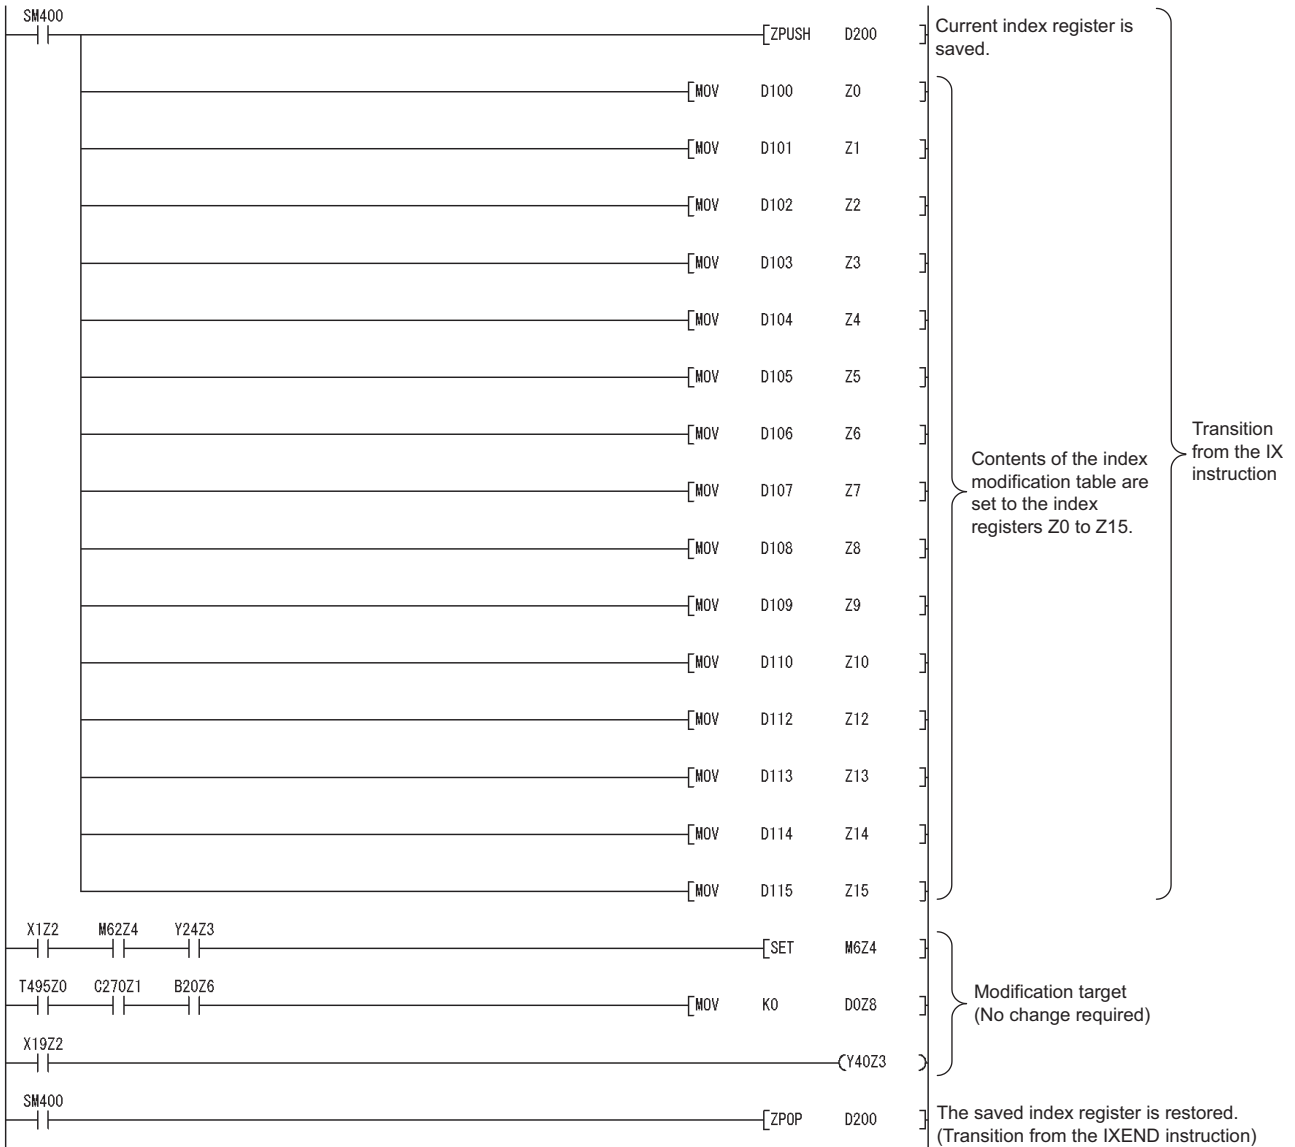 SM400
[ZPUSH D200 ]
Current index register is
saved.
[MOV D100 Z0 ]
[MOV D101 Z1 ]
[MOV D102 Z2 ]
[MOV D103 Z3 ]
[MOV D104 Z4 ]
[MOV D105 Z5 ]
[MOV D106 Z6 ]
[MOV D107 Z7 ]
[MOV D108 Z8 ]
[MOV D109 Z9 ]
[MOV D110 Z10 ]
[MOV D112 Z12 ]
[MOV D113 Z13 ]
[MOV D114 Z14 ]
[MOV D115 Z15 ]
Contents of the index
modification table are
set to the index
registers Z0 to Z15.
Transition
from the IX
instruction
X1Z2 M62Z4 Y24Z3
[SET M6Z4 ]
T495Z0 C270Z1 B20Z6
[MOV K0 D0Z8 ]
X19Z2
(Y40Z3 )
Modification target
(No change required)
SM400
[ZPOP D200 ]
The saved index register is restored.
(Transition from the IXEND instruction)